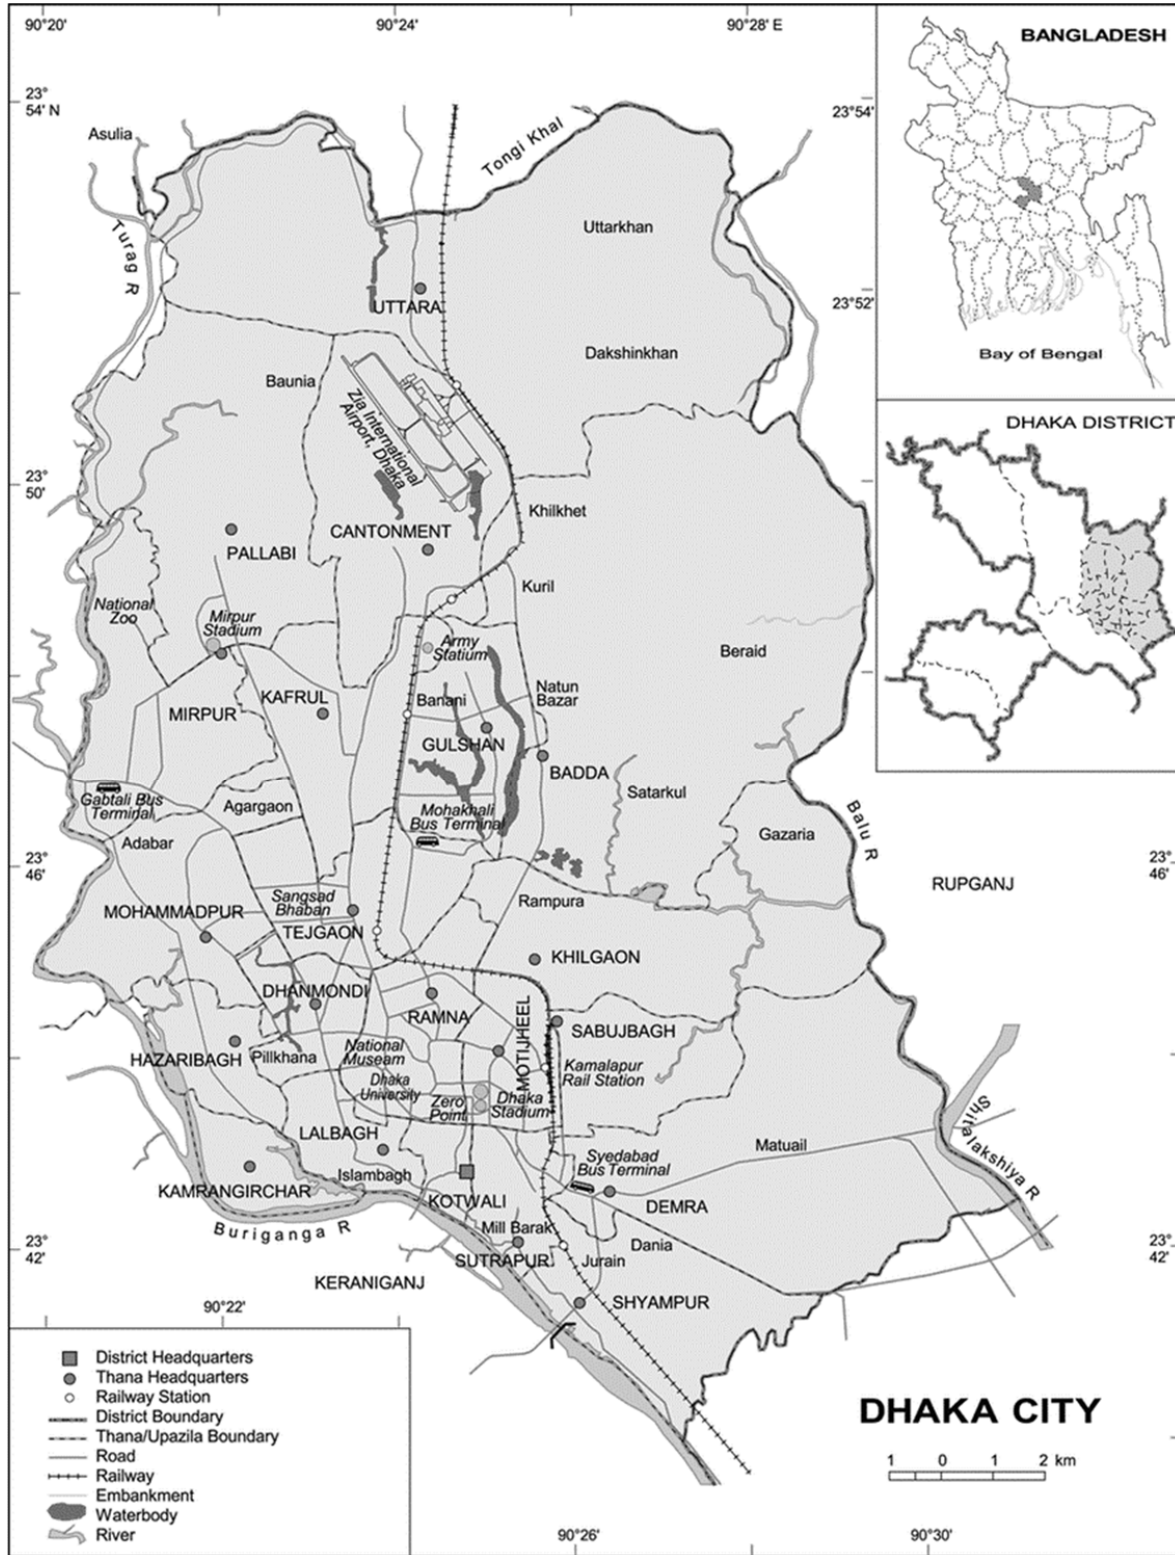 90°20'
90°24'
90°28' E
BANGLADESH
Bay of Bengal
DHAKA DISTRICT
23°
54' N
23°54'
Asulia
Tongi Khal
Turag R
Uttarkhan
UTTARA
23°52'
Dakshinkhan
Baunia
Zia International
Airport, Dhaka
23°
50'
Khilkhet
CANTONMENT
PALLABI
Kuril
National
Zoo
Mirpur
Stadium
Army
Statium
Beraid
Natun
Bazar
Banani
KAFRUL
MIRPUR
GULSHAN
BADDA
Satarkul
Gabtali Bus
Terminal
Agargaon
Mohakhali
Bus Terminal
Balu R
Gazaria
Adabar
23°
46'
23°
46'
RUPGANJ
Sangsad
Bhaban
Rampura
MOHAMMADPUR
TEJGAON
KHILGAON
DHANMONDI
RAMNA
MOTIJHEEL
SABUJBAGH
National
Museam
HAZARIBAGH
Pillkhana
Kamalapur
Rail Station
Dhaka
University
Zero
Point
Dhaka
Stadium
Shitalakshiya R
LALBAGH
Matuail
Syedabad
Bus Terminal
Islambagh
KAMRANGIRCHAR
KOTWALI
DEMRA
Buriganga R
Mill Barak
23°
42'
23°
42'
Dania
SUTRAPUR
Jurain
KERANIGANJ
SHYAMPUR
90°22'
District Headquarters
Thana Headquarters
Railway Station
District Boundary
Thana/Upazila Boundary
Road
Railway
Embankment
Waterbody
River
DHAKA CITY
1 0 1 2 km
90°26'
90°30'